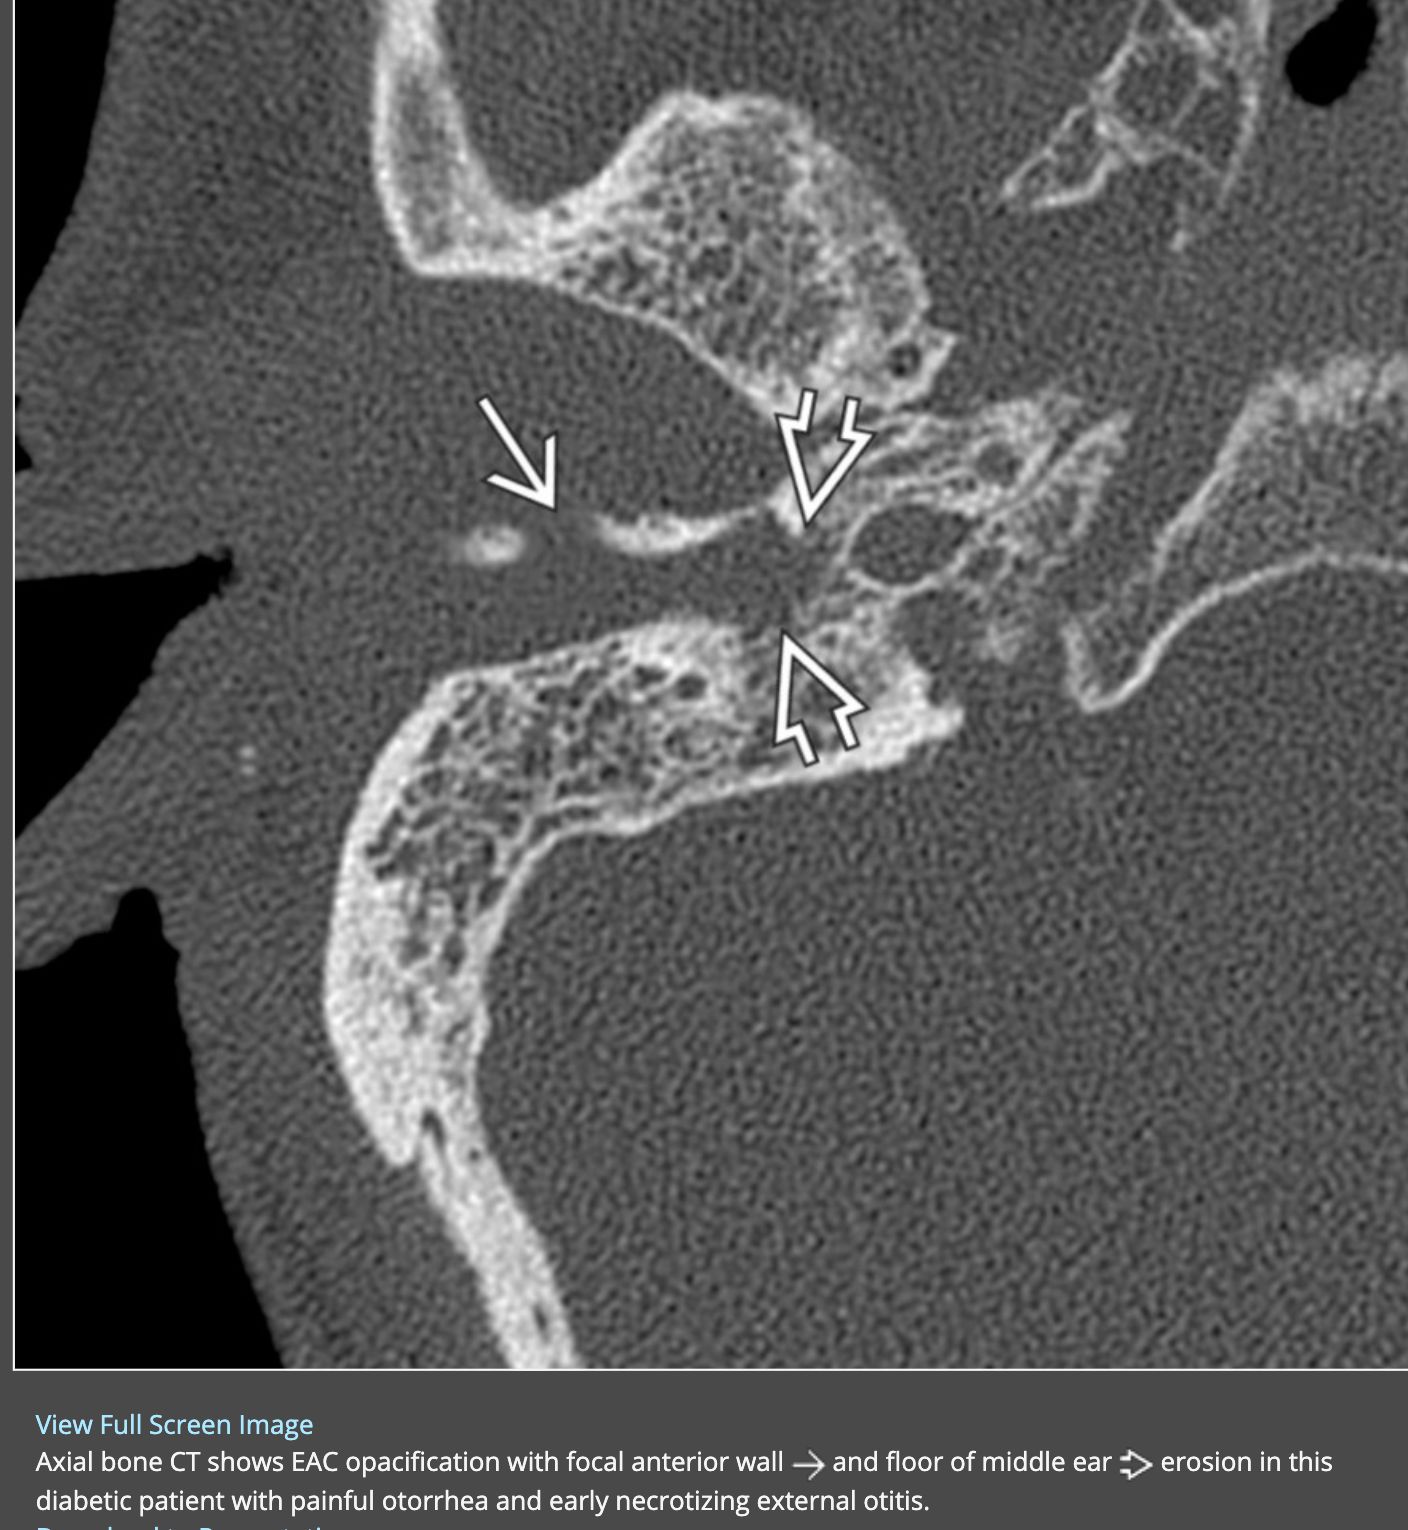 View Full Screen Image
Axial bone CT shows EAC opacification with focal anterior wall and floor of middle ear erosion in this
diabetic patient with painful otorrhea and early necrotizing external otitis.